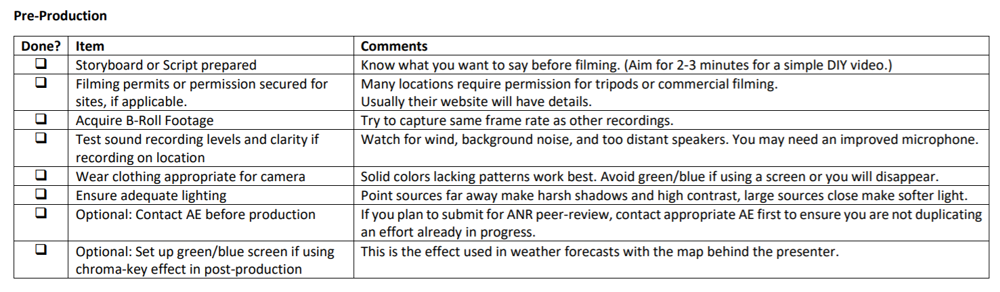 Pre-Production
Done? Item Comments
❑ Storyboard or Script prepared Know what you want to say before filming. (Aim for 2-3 minutes for a simple DIY video.)
❑ Filming permits or permission secured for Many locations require permission for tripods or commercial filming.
sites, if applicable. Usually their website will have details.
❑ Acquire B-Roll Footage Try to capture same frame rate as other recordings.
❑ Test sound recording levels and clarity if Watch for wind, background noise, and too distant speakers. You may need an improved microphone.
recording on location
❑ Wear clothing appropriate for camera Solid colors lacking patterns work best. Avoid green/blue if using a screen or you will disappear.
❑ Ensure adequate lighting Point sources far away make harsh shadows and high contrast, large sources close make softer light.
❑ Optional: Contact AE before production If you plan to submit for ANR peer-review, contact appropriate AE first to ensure you are not duplicating
an effort already in progress.
❑ Optional: Set up green/blue screen if using This is the effect used in weather forecasts with the map behind the presenter.
chroma-key effect in post-production